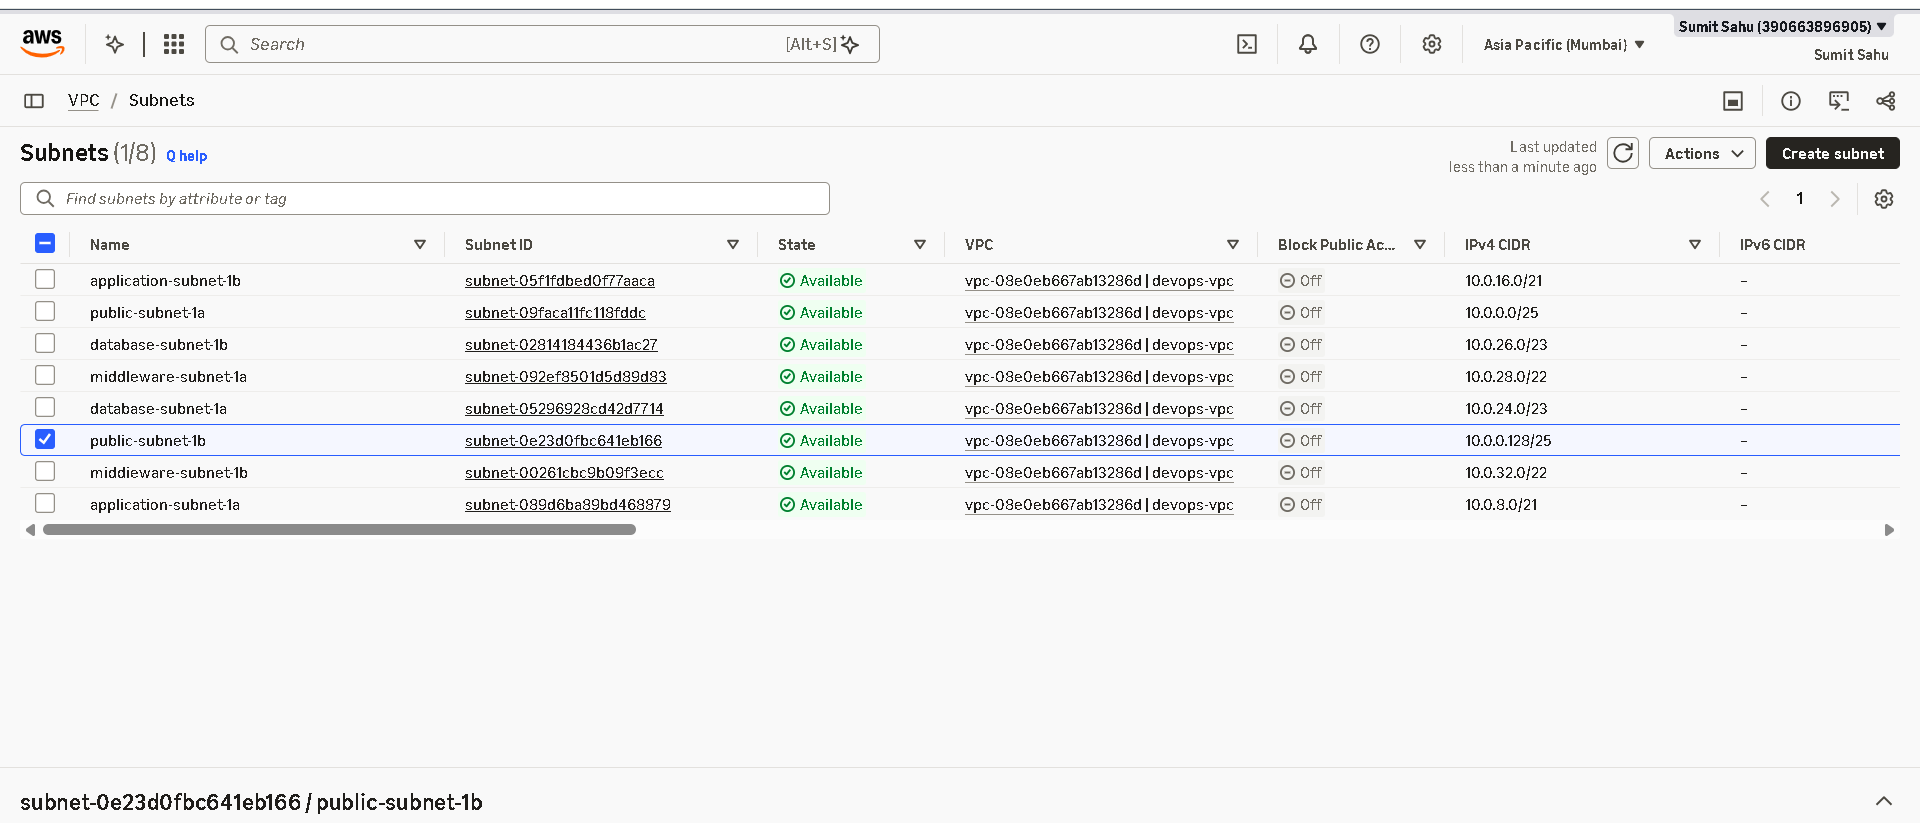 aws
Search [Alt+S]
Asia Pacific (Mumbai)
Sumit Sahu (390663896905)
Sumit Sahu
VPC / Subnets
Subnets (1/8) Q help
Last updated
less than a minute ago
Actions
Create subnet
Find subnets by attribute or tag
1
Name Subnet ID State VPC Block Public Ac... IPv4 CIDR IPv6 CIDR
application-subnet-1b subnet-05f1fdbed0f77aaca Available vpc-08e0eb667ab13286d | devops-vpc Off 10.0.16.0/21 –
public-subnet-1a subnet-09faca11fc118fddc Available vpc-08e0eb667ab13286d | devops-vpc Off 10.0.0.0/25 –
database-subnet-1b subnet-02814184436b1ac27 Available vpc-08e0eb667ab13286d | devops-vpc Off 10.0.26.0/23 –
middleware-subnet-1a subnet-092ef8501d5d89d83 Available vpc-08e0eb667ab13286d | devops-vpc Off 10.0.28.0/22 –
database-subnet-1a subnet-05296928cd42d7714 Available vpc-08e0eb667ab13286d | devops-vpc Off 10.0.24.0/23 –
public-subnet-1b subnet-0e23d0fbc641eb166 Available vpc-08e0eb667ab13286d | devops-vpc Off 10.0.0.128/25 –
middieware-subnet-1b subnet-00261cbc9b09f3ecc Available vpc-08e0eb667ab13286d | devops-vpc Off 10.0.32.0/22 –
application-subnet-1a subnet-089d6ba89bd468879 Available vpc-08e0eb667ab13286d | devops-vpc Off 10.0.8.0/21 –
subnet-0e23d0fbc641eb166 / public-subnet-1b